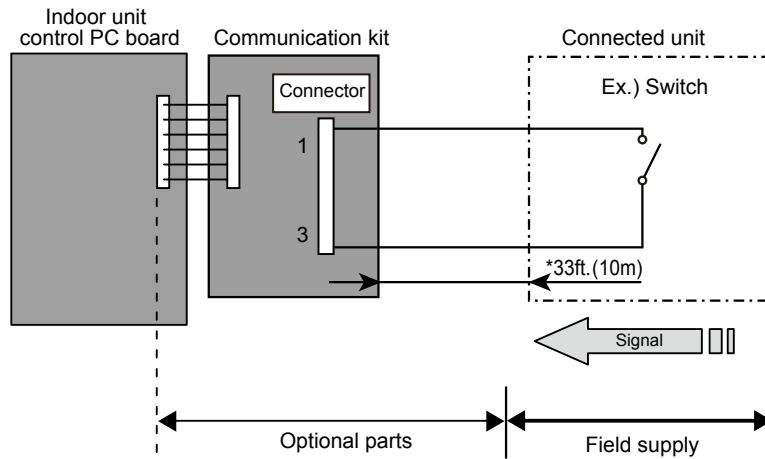 Indoor unit
control PC board
Communication kit
Connected unit
Connector
Ex.) Switch
1
3
*33ft.(10m)
Signal
Optional parts
Field supply